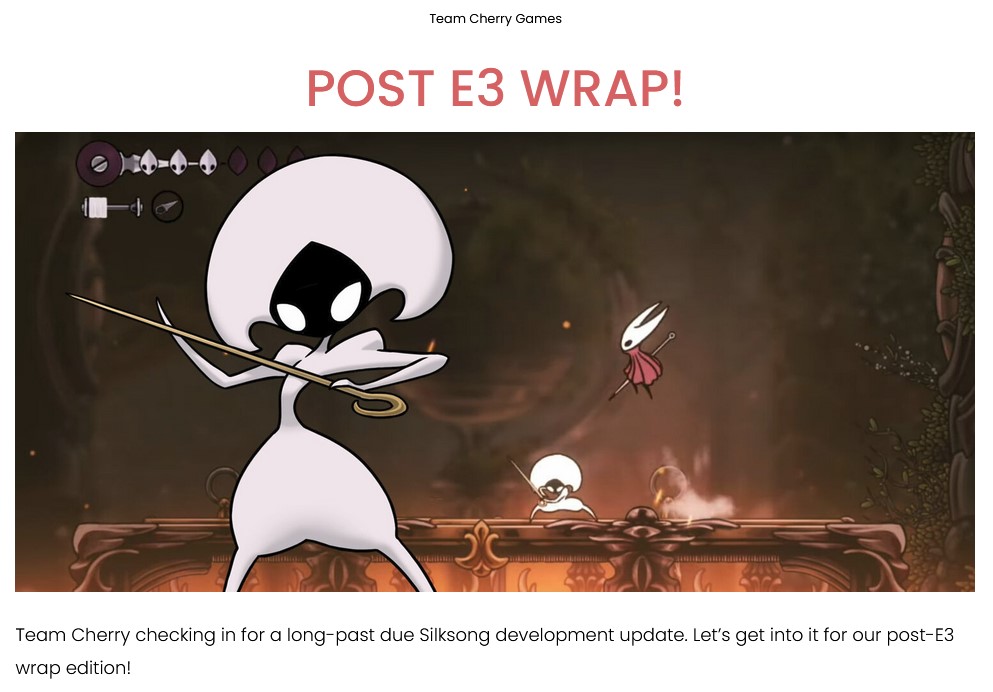 Team Cherry Games
POST E3 WRAP!
Team Cherry checking in for a long-past due Silksong development update. Let’s get into it for our post-E3
wrap edition!